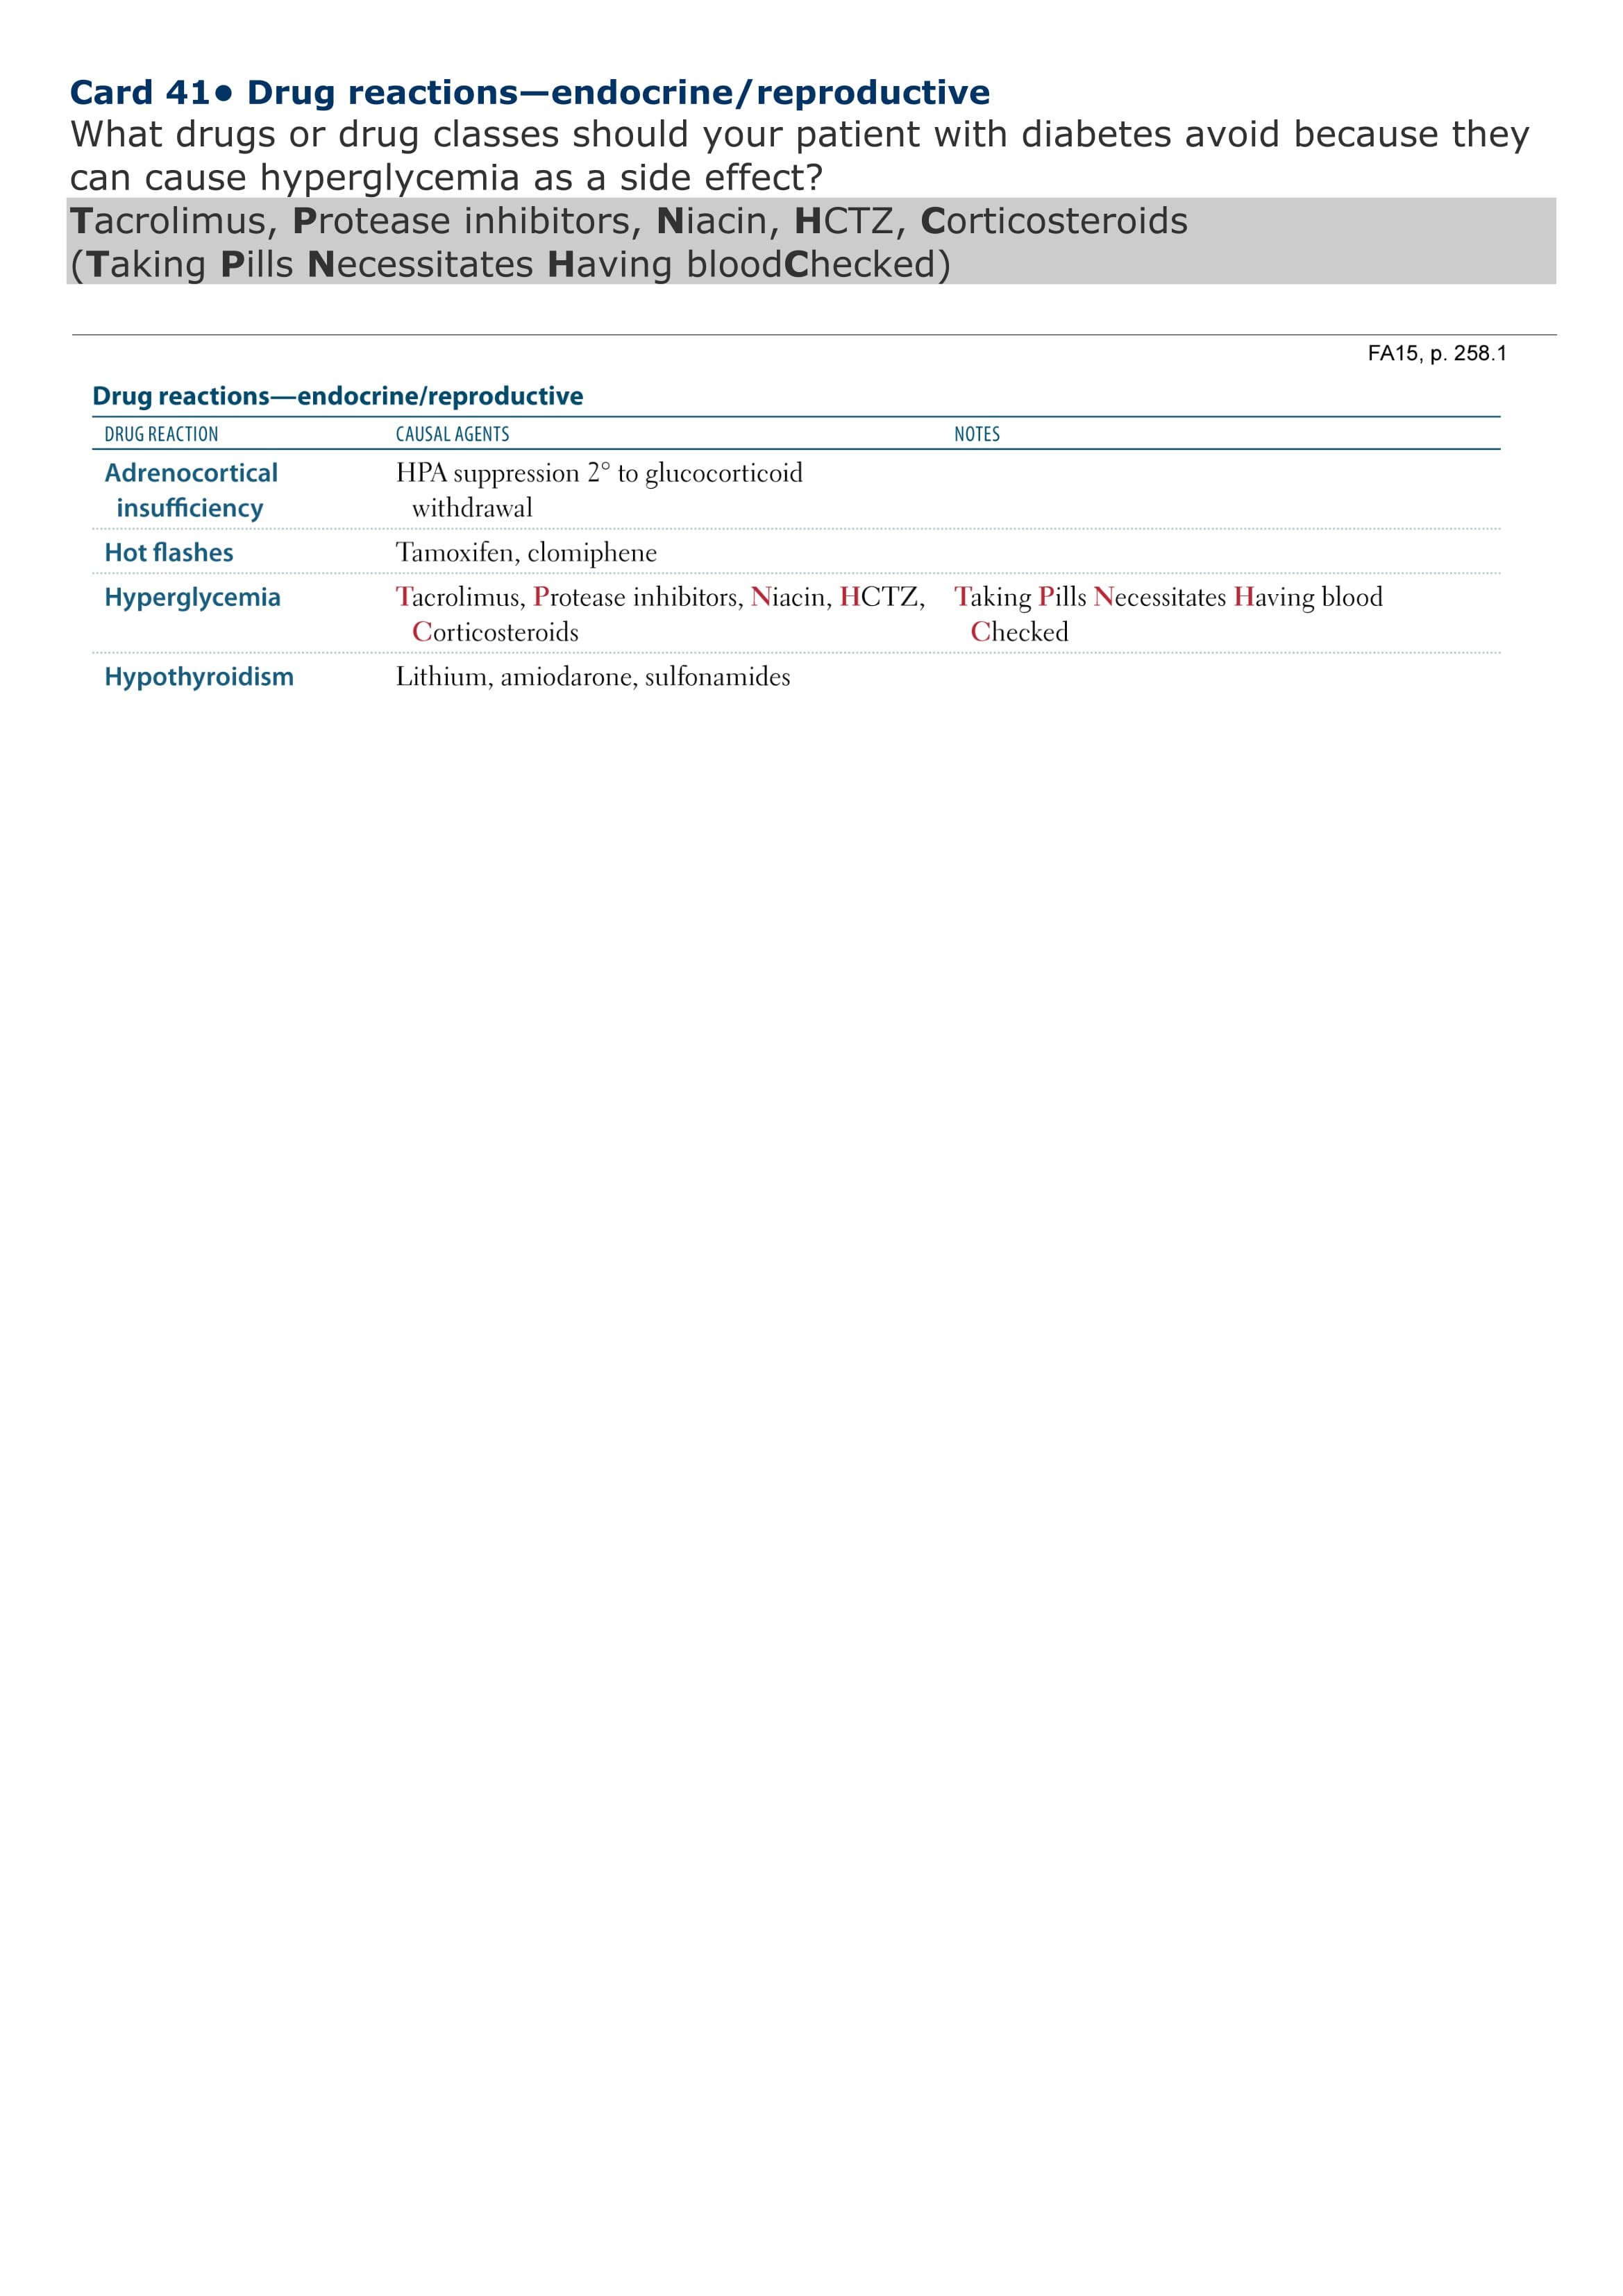 Card 41● Drug reactions—endocrine/reproductive
What drugs or drug classes should your patient with diabetes avoid because they
can cause hyperglycemia as a side effect?
Tacrolimus, Protease inhibitors, Niacin, HCTZ, Corticosteroids
(Taking Pills Necessitates Having bloodChecked)
FA15, p. 258.1
Drug reactions—endocrine/reproductive
DRUG REACTION CAUSAL AGENTS NOTES
Adrenocortical HPA suppression 2° to glucocorticoid
insufficiency withdrawal
Hot flashes Tamoxifen, clomiphene
Hyperglycemia Tacrolimus, Protease inhibitors, Niacin, HCTZ, Taking Pills Necessitates Having blood
Corticosteroids Checked
Hypothyroidism Lithium, amiodarone, sulfonamides